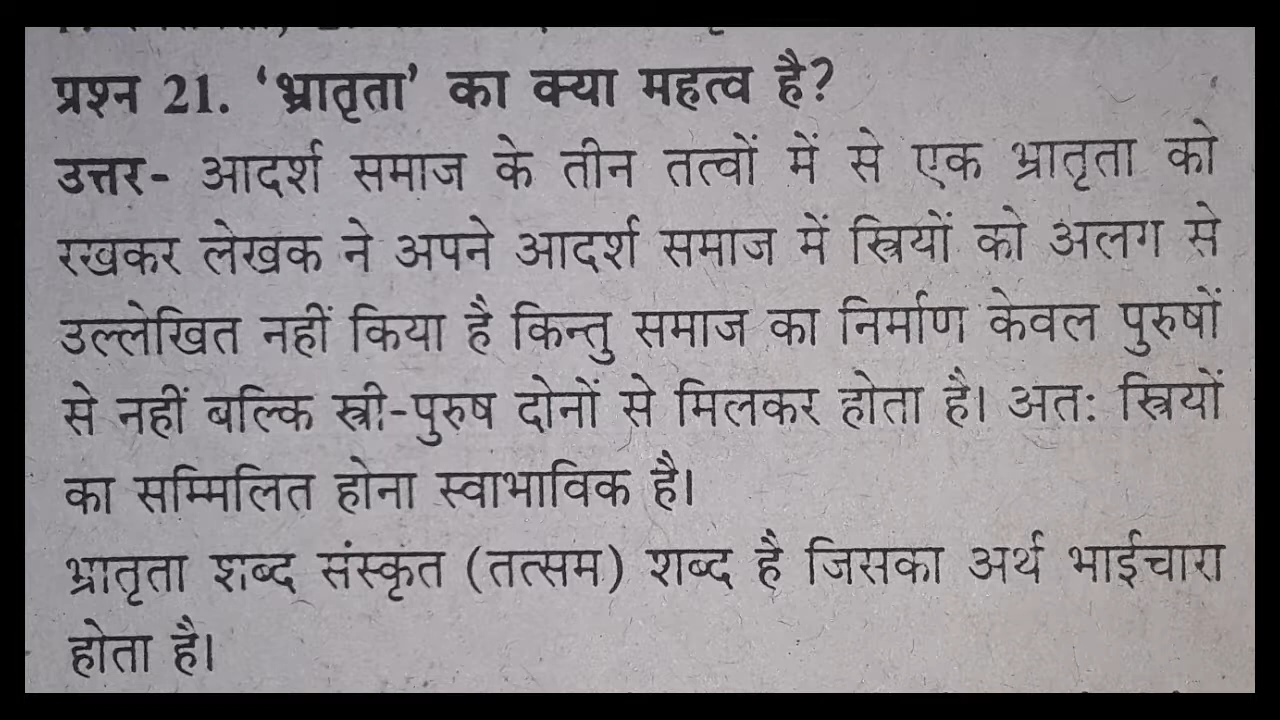 प्रश्न 21. ‘भ्रातृता’ का क्या महत्व है?
उत्तर- आदर्श समाज के तीन तत्वों में से एक भ्रातृता को
रखकर लेखक ने अपने आदर्श समाज में स्त्रियों को अलग से
उल्लेखित नहीं किया है किन्तु समाज का निर्माण केवल पुरुषों
से नहीं बल्कि स्त्री-पुरुष दोनों से मिलकर होता है। अत: स्त्रियों
का सम्मिलित होना स्वाभाविक है।
भ्रातृता शब्द संस्कृत (तत्सम) शब्द है जिसका अर्थ भाईचारा
होता है।